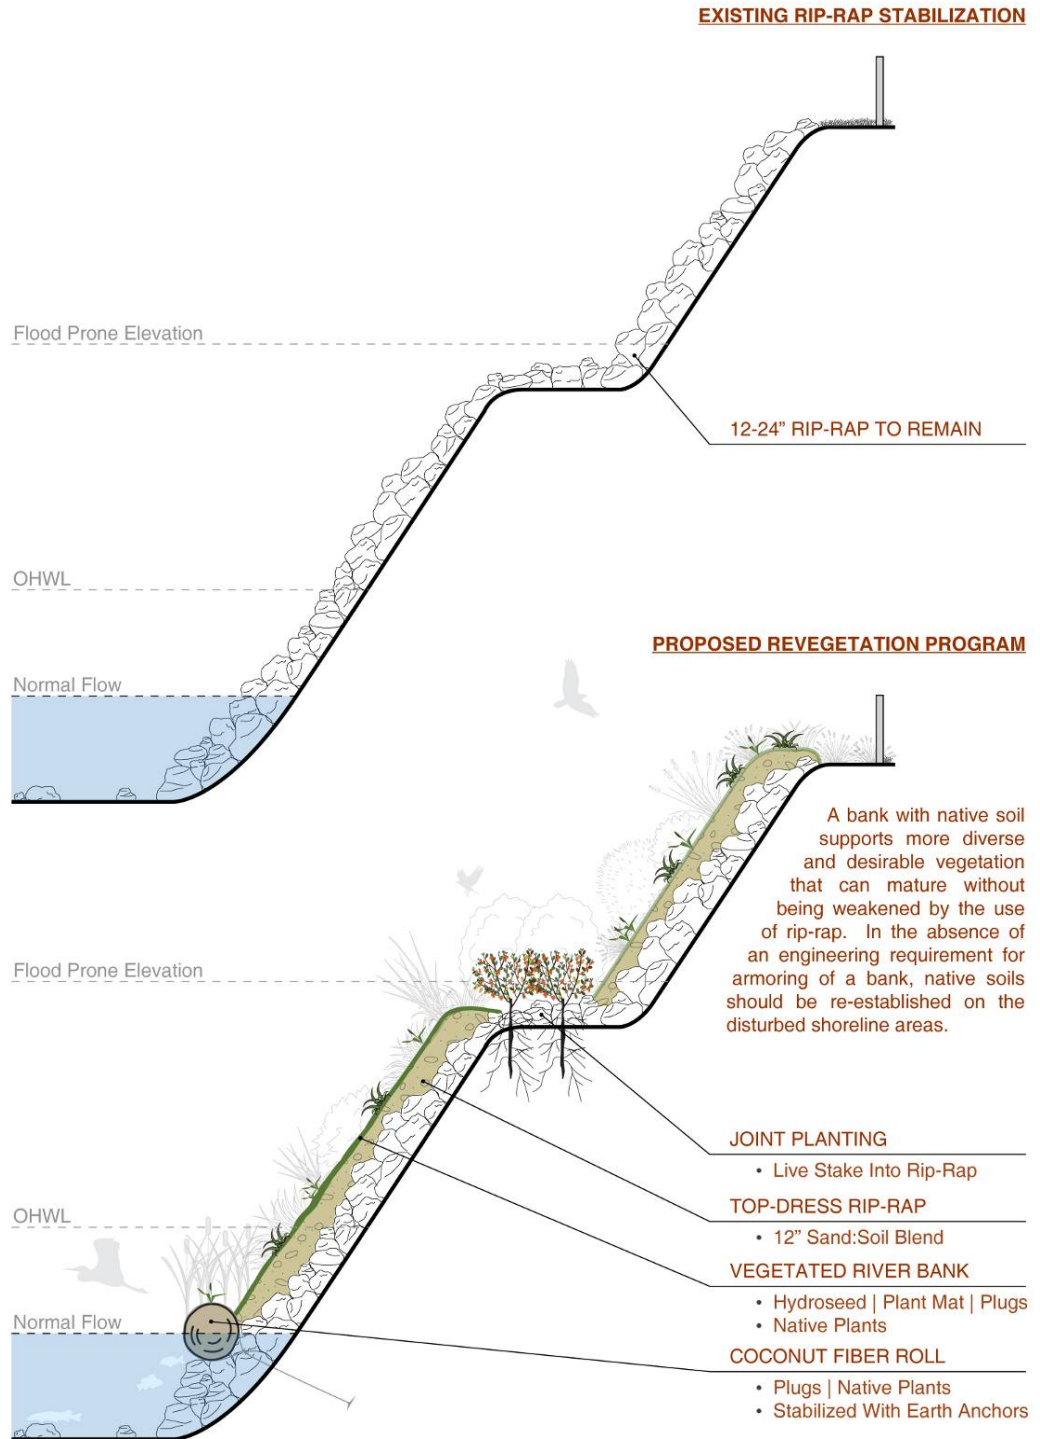 EXISTING RIP-RAP STABILIZATION
Flood Prone Elevation
12-24” RIP-RAP TO REMAIN
OHWL
Normal Flow
PROPOSED REVEGETATION PROGRAM
A bank with native soil
supports more diverse
and desirable vegetation
that can mature without
being weakened by the use
of rip-rap. In the absence of
an engineering requirement for
armoring of a bank, native soils
should be re-established on the
disturbed shoreline areas.
Flood Prone Elevation
JOINT PLANTING
• Live Stake Into Rip-Rap
TOP-DRESS RIP-RAP
• 12” Sand:Soil Blend
OHWL
VEGETATED RIVER BANK
• Hydroseed | Plant Mat | Plugs
• Native Plants
Normal Flow
COCONUT FIBER ROLL
• Plugs | Native Plants
• Stabilized With Earth Anchors